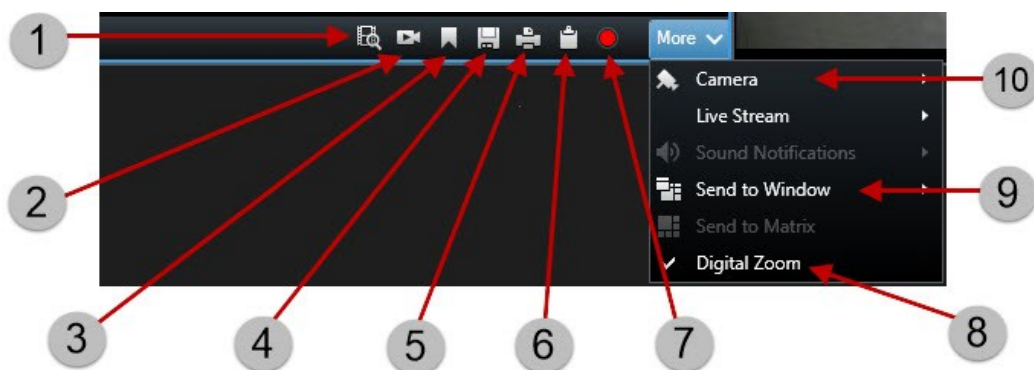 1
More
10
Camera
Live Stream
Sound Notifications
2
Send to Window
9
Send to Matrix
Digital Zoom
3
4
5
6
7
8